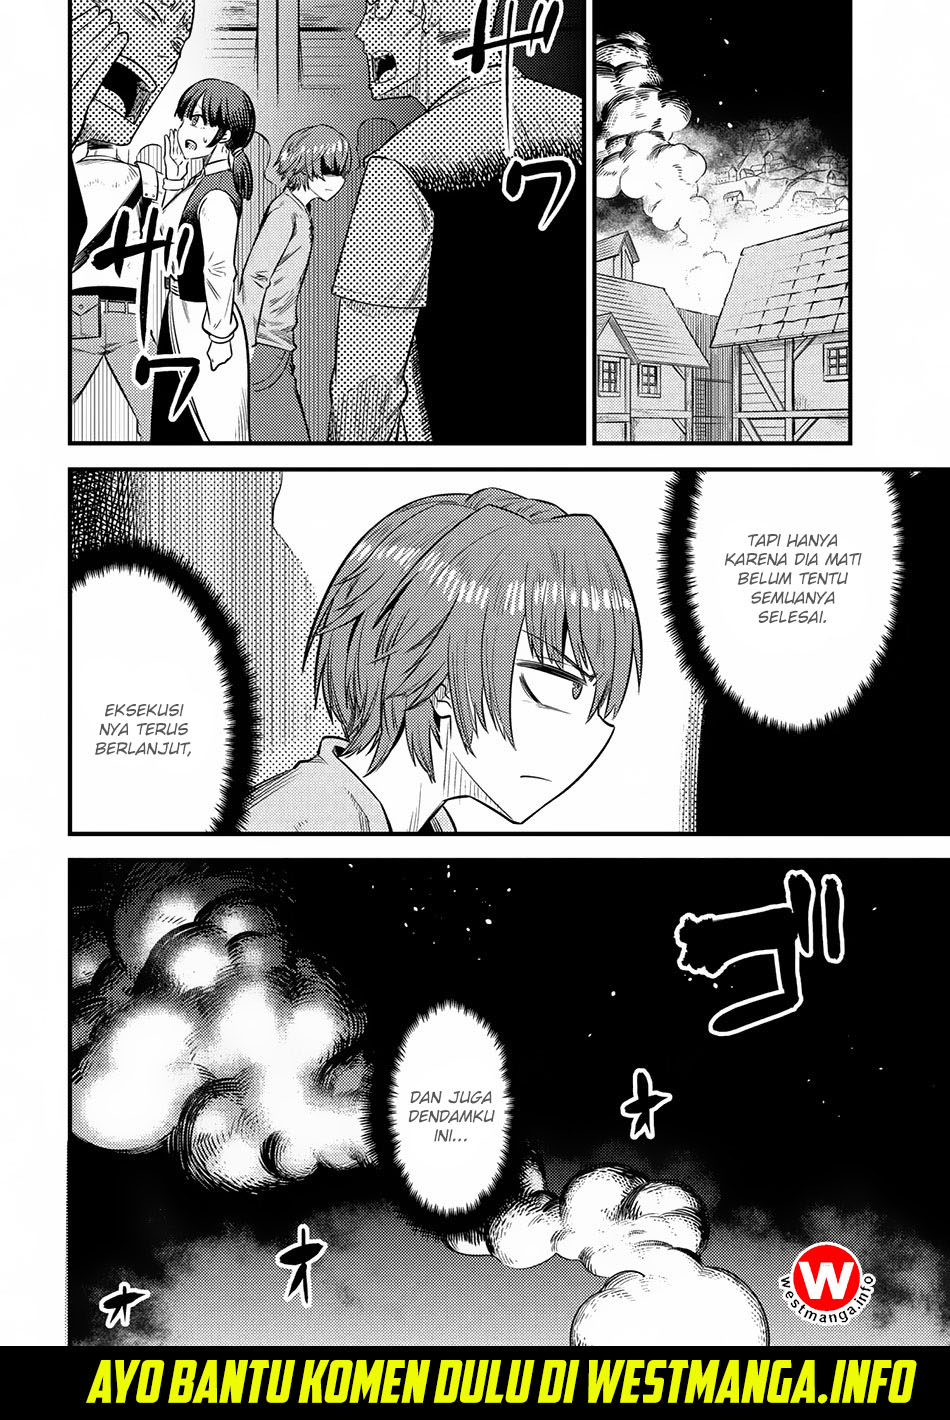 ザワ
ザワ
TAPI HANYA
KARENA DIA MATI
BELUM TENTU
SEMUANYA
SELESAI.
EKSEKUSI
NYA TERUS
BERLANJUT,
ゴオオオ
DAN JUGA
DENDAMKU
INI...
W
westmanga.info
AYO BANTU KOMEN DULU DI WESTMANGA.INFO